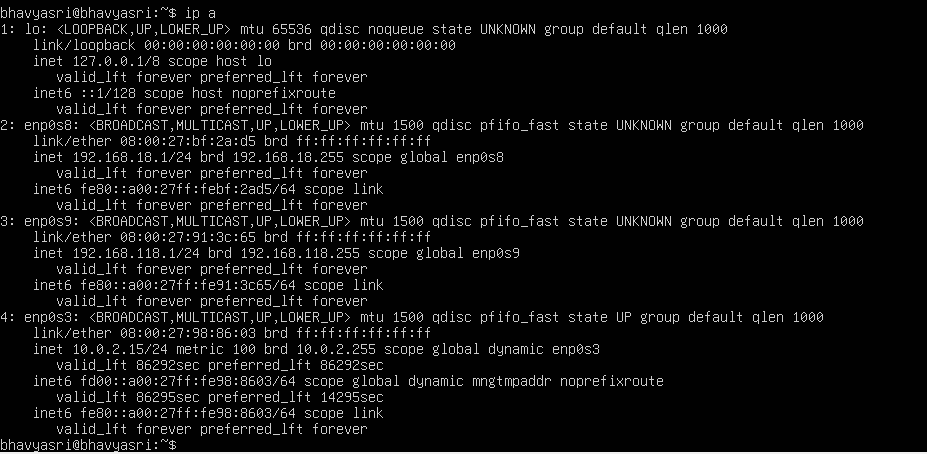 bhavyasri@bhavyasri:~$ ip a
1: lo: <LOOPBACK,UP,LOWER_UP> mtu 65536 qdisc noqueue state UNKNOWN group default qlen 1000
    link/loopback 00:00:00:00:00:00 brd 00:00:00:00:00:00
    inet 127.0.0.1/8 scope host lo
       valid_lft forever preferred_lft forever
    inet6 ::1/128 scope host noprefixroute
       valid_lft forever preferred_lft forever
2: enp0s8: <BROADCAST,MULTICAST,UP,LOWER_UP> mtu 1500 qdisc pfifo_fast state UNKNOWN group default qlen 1000
    link/ether 08:00:27:bf:2a:d5 brd ff:ff:ff:ff:ff:ff
    inet 192.168.18.1/24 brd 192.168.18.255 scope global enp0s8
       valid_lft forever preferred_lft forever
    inet6 fe80::a00:27ff:febf:2ad5/64 scope link
       valid_lft forever preferred_lft forever
3: enp0s9: <BROADCAST,MULTICAST,UP,LOWER_UP> mtu 1500 qdisc pfifo_fast state UNKNOWN group default qlen 1000
    link/ether 08:00:27:91:3c:65 brd ff:ff:ff:ff:ff:ff
    inet 192.168.118.1/24 brd 192.168.118.255 scope global enp0s9
       valid_lft forever preferred_lft forever
    inet6 fe80::a00:27ff:fe91:3c65/64 scope link
       valid_lft forever preferred_lft forever
4: enp0s3: <BROADCAST,MULTICAST,UP,LOWER_UP> mtu 1500 qdisc pfifo_fast state UP group default qlen 1000
    link/ether 08:00:27:98:86:03 brd ff:ff:ff:ff:ff:ff
    inet 10.0.2.15/24 metric 100 brd 10.0.2.255 scope global dynamic enp0s3
       valid_lft 86292sec preferred_lft 86292sec
    inet6 fd00::a00:27ff:fe98:8603/64 scope global dynamic mngtmpaddr noprefixroute
       valid_lft 86295sec preferred_lft 14295sec
    inet6 fe80::a00:27ff:fe98:8603/64 scope link
       valid_lft forever preferred_lft forever
bhavyasri@bhavyasri:~$